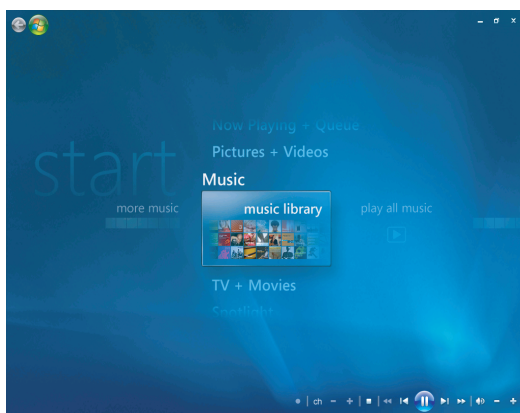 Now Playing + Queue
Pictures + Videos
start
Music
more music
music library
play all music
TV + Movies
Spotlight
ch